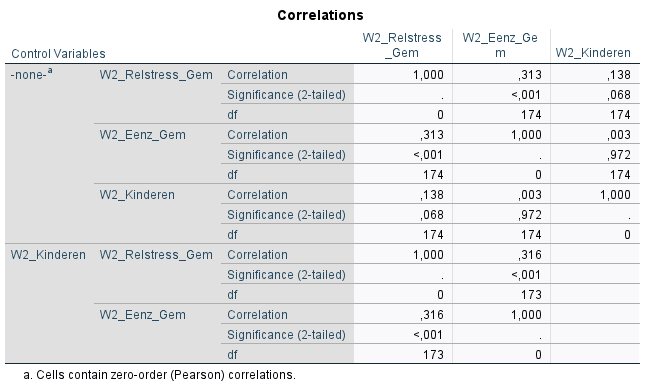 Correlations
Control Variables W2_Relstress_Gem W2_Eenz_Gem W2_Kinderen
-none-a W2_Relstress_Gem Correlation 1,000 ,313 ,138
Significance (2-tailed) . <,001 ,068
df 0 174 174
W2_Eenz_Gem Correlation ,313 1,000 ,003
Significance (2-tailed) <,001 . ,972
df 174 0 174
W2_Kinderen Correlation ,138 ,003 1,000
Significance (2-tailed) ,068 ,972 .
df 174 174 0
W2_Kinderen W2_Relstress_Gem Correlation 1,000 ,316
Significance (2-tailed) . <,001
df 0 173
W2_Eenz_Gem Correlation ,316 1,000
Significance (2-tailed) <,001 .
df 173 0
a. Cells contain zero-order (Pearson) correlations.